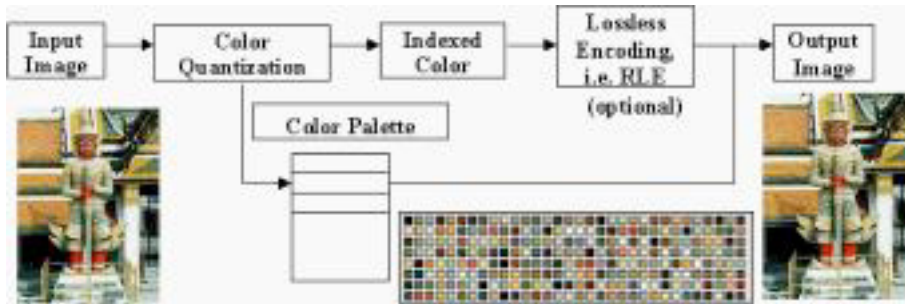 Input
Image
Color
Quantization
Indexed
Color
Lossless
Encoding,
i.e. RLE
(optional)
Output
Image
Color Palette